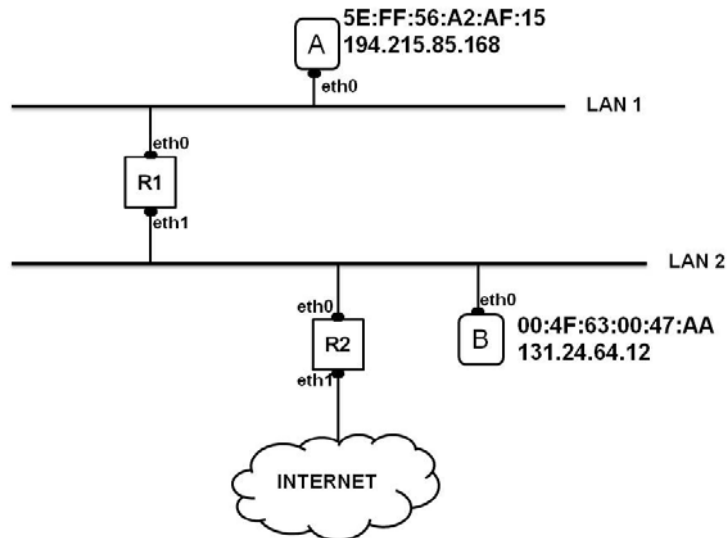 5E:FF:56:A2:AF:15
A
194.215.85.168
eth0
LAN 1
eth0
R1
eth1
LAN 2
eth0
eth0
00:4F:63:00:47:AA
R2
B
131.24.64.12
eth1
INTERNET